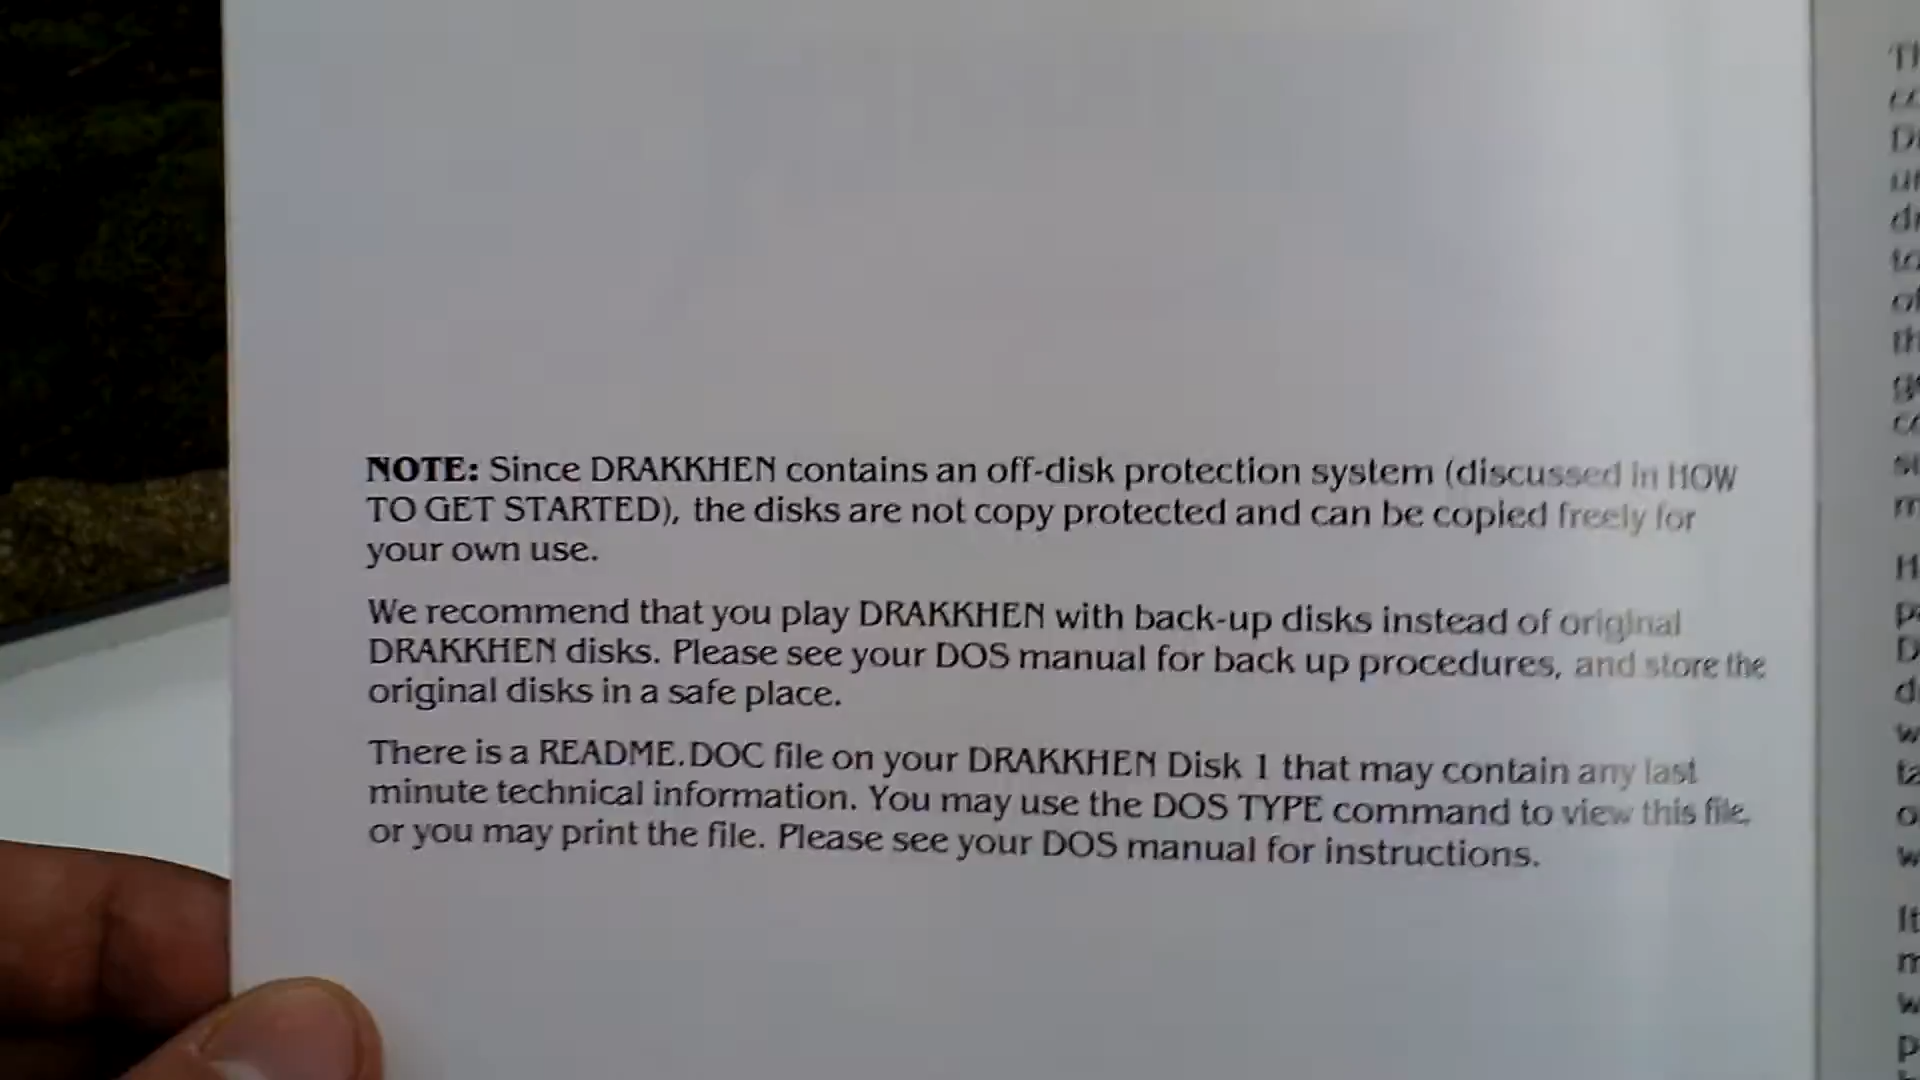 NOTE: Since DRAKKHEN contains an off-disk protection system (discussed in HOW
TO GET STARTED), the disks are not copy protected and can be copied freely for
your own use.
We recommend that you play DRAKKHEN with back-up disks instead of original
DRAKKHEN disks. Please see your DOS manual for back up procedures, and store the
original disks in a safe place.
There is a README.DOC file on your DRAKKHEN Disk 1 that may contain any last
minute technical information. You may use the DOS TYPE command to view this file,
or you may print the file. Please see your DOS manual for instructions.